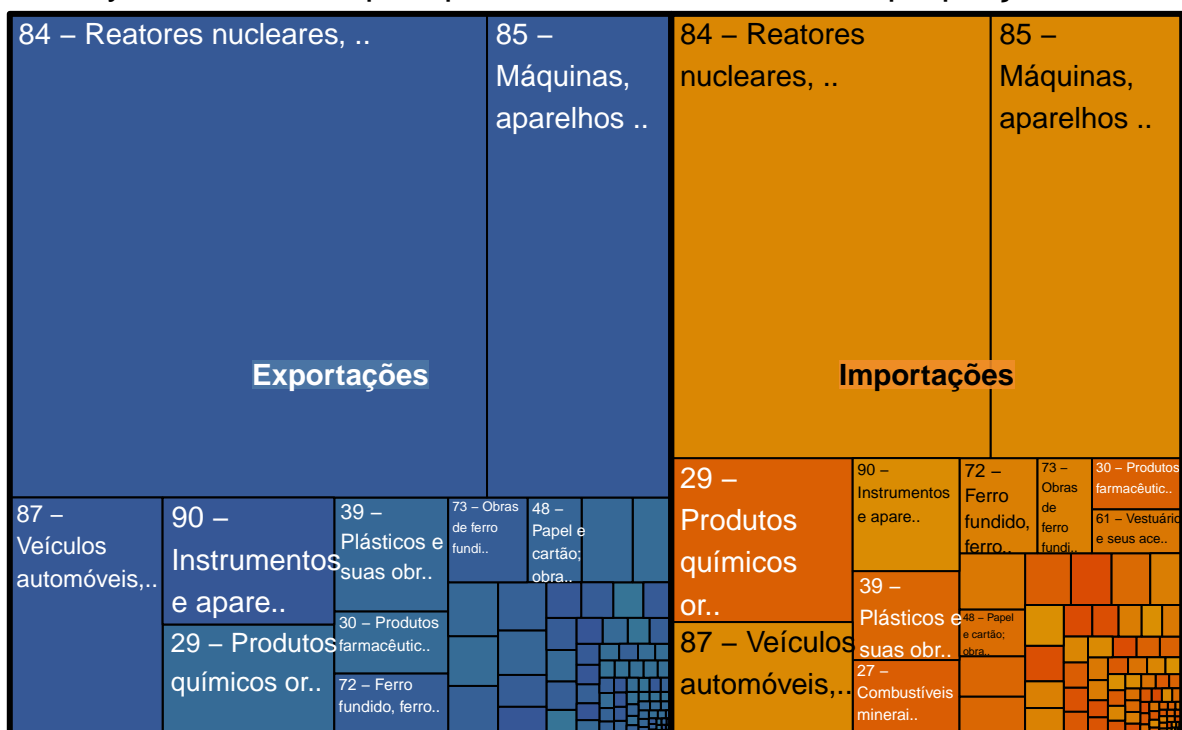 84 – Reatores nucleares, ..
85 –
Máquinas,
aparelhos ..
Exportações
87 –
Veículos
automóveis,..
90 –
Instrumentos
e apare..
29 – Produtos
químicos or..
39 –
Plásticos e
suas obr..
30 – Produtos
farmacêutic..
72 – Ferro
fundido, ferro..
73 – Obras
de ferro
fundi..
48 –
Papel e
cartão;
obra..
84 – Reatores
nucleares, ..
85 –
Máquinas,
aparelhos ..
Importações
29 –
Produtos
químicos
or..
87 – Veículos
automóveis,..
90 –
Instrumentos
e apare..
39 –
Plásticos e
suas obr..
27 –
Combustíveis
minerai..
72 –
Ferro
fundido,
ferro..
73 –
Obras
de
ferro
fundi..
30 – Produtos
farmacêutic..
61 – Vestuário
e seus ace..
48 – Papel
e cartão;
obra..